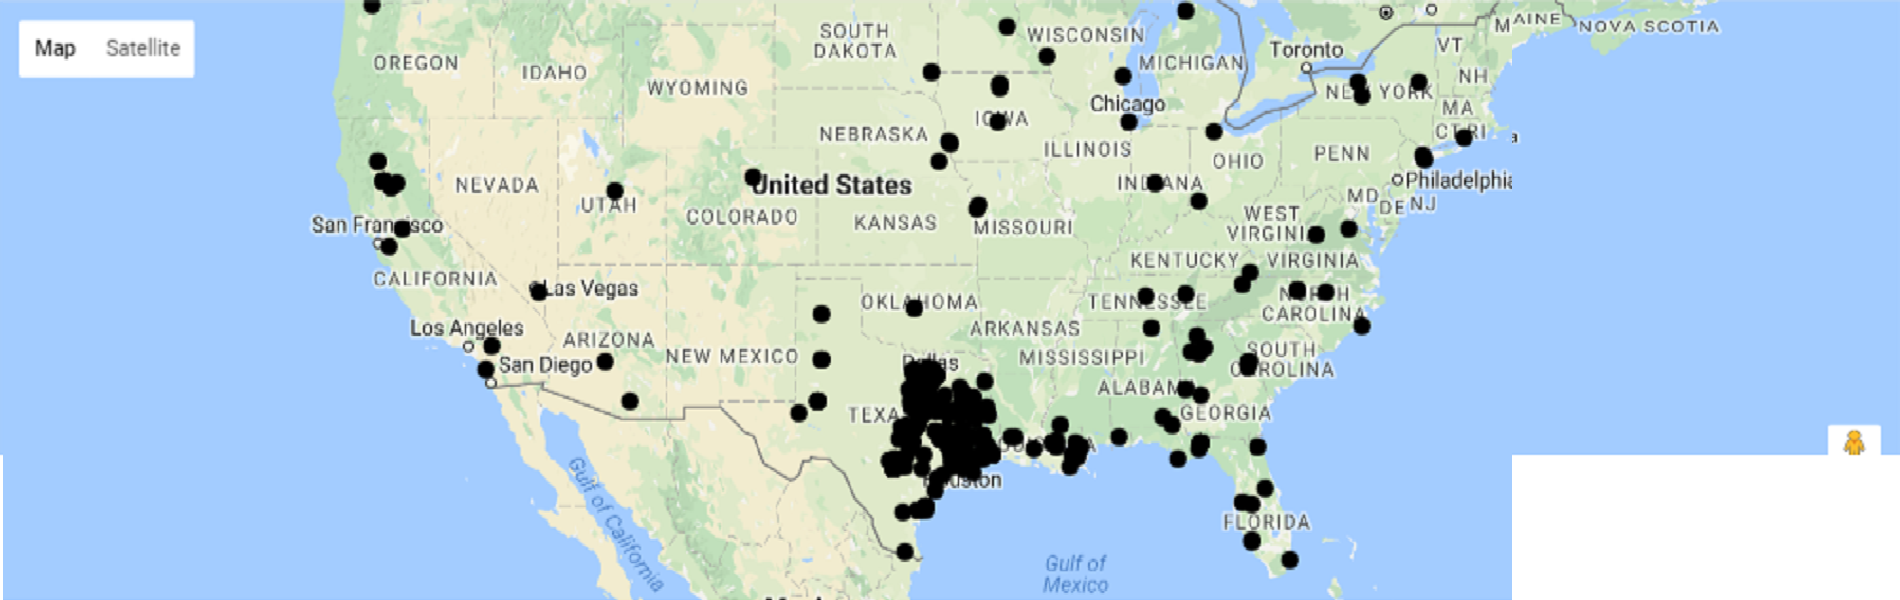 Map Satellite
SOUTH
DAKOTA
WISCONSIN
MAINE
NOVA SCOTIA
OREGON
IDAHO
WYOMING
MICHIGAN
Toronto
VT
NH
NEW YORK
MA
CT RI
Chicago
IOWA
NEBRASKA
ILLINOIS
OHIO
PENN
NEVADA
UTAH
United States
COLORADO
KANSAS
MISSOURI
INDIANA
Philadelphia
MD
DE NJ
WEST
VIRGINIA
San Francisco
CALIFORNIA
Las Vegas
KENTUCKY
VIRGINIA
OKLAHOMA
TENNESSEE
NORTH
CAROLINA
Los Angeles
ARIZONA
NEW MEXICO
ARKANSAS
MISSISSIPPI
SOUTH
CAROLINA
San Diego
Dallas
ALABAMA
TEXA
GEORGIA
Houston
FLORIDA
Gulf of California
Gulf of
Mexico